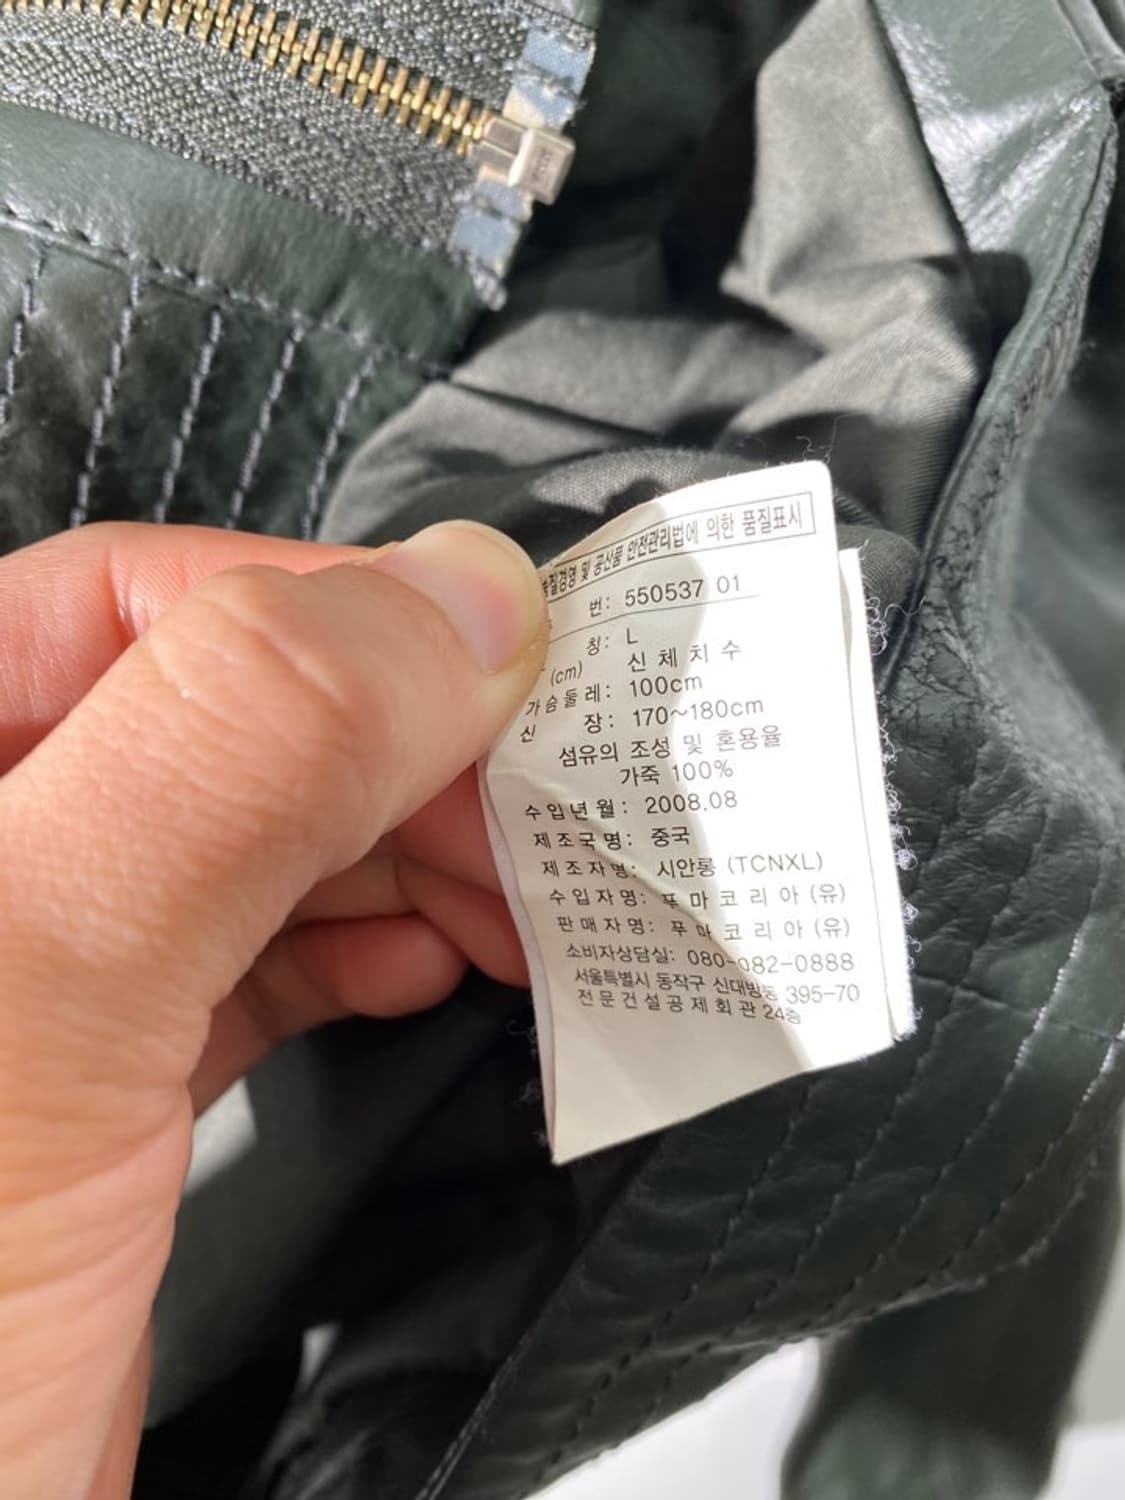 품질경영 및 공산품 안전관리법에 의한 품질표시
번: 550537 01
칭: L
(cm) 신체치수
가슴둘레: 100cm
신 장: 170~180cm
섬유의 조성 및 혼용율
가죽 100%
수입년월: 2008.08
제조국명: 중국
제조자명: 시안롱 (TCNXL)
수입자명: 푸마코리아(유)
판매자명: 푸마코리아(유)
소비자상담실: 080-082-0888
서울특별시 동작구 신대방동 395-70
전문건설공제회관 24층